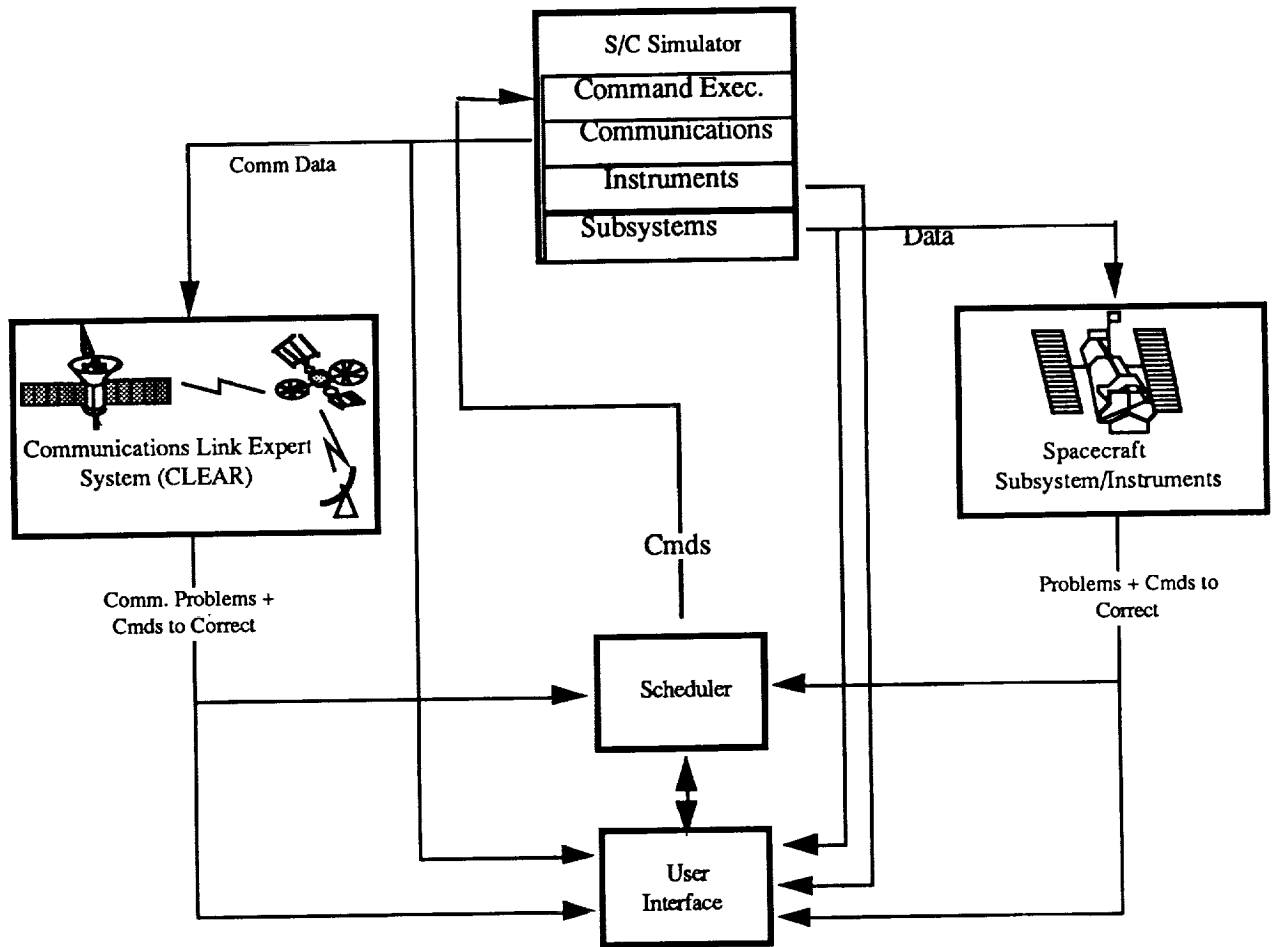 S/C Simulator
Command Exec.
Communications
Instruments
Subsystems
Comm Data
Data
Communications Link Expert
System (CLEAR)
Spacecraft
Subsystem/Instruments
Cmds
Comm. Problems +
Cmds to Correct
Problems + Cmds to
Correct
Scheduler
User
Interface